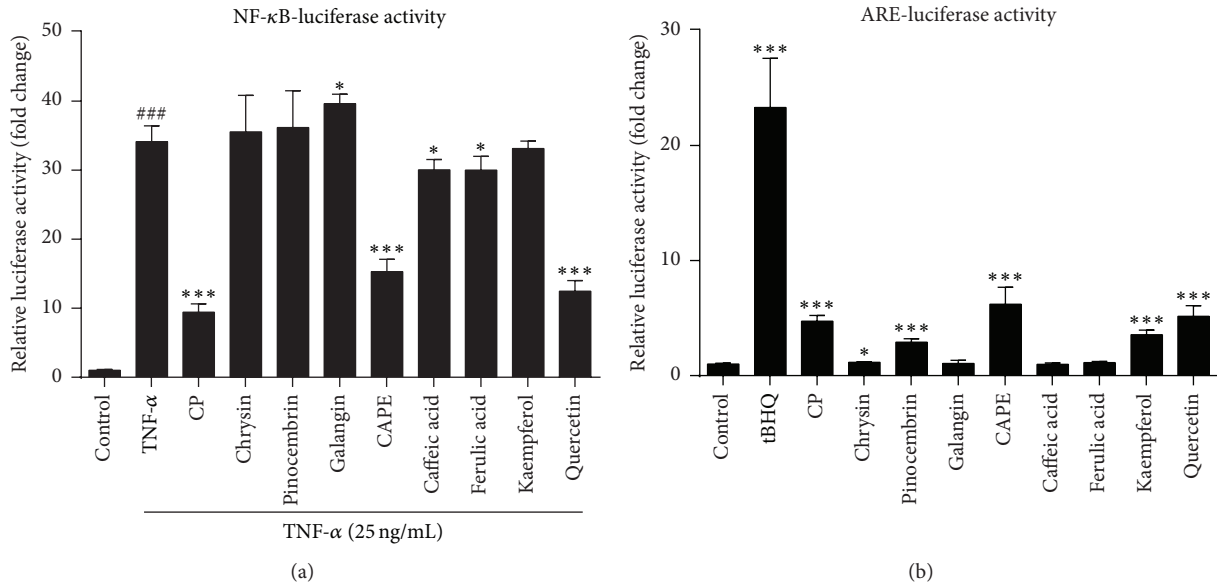 NF-κB-luciferase activity
Relative luciferase activity (fold change)
50
40
30
20
10
0
###
***
*
***
*
*
***
Control
TNF-α
CP
Chrysin
Pinocembrin
Galangin
CAPE
Caffeic acid
Ferulic acid
Kaempferol
Quercetin
TNF-α (25 ng/mL)
(a)
ARE-luciferase activity
Relative luciferase activity (fold change)
30
20
10
0
***
***
*
***
***
***
***
Control
tBHQ
CP
Chrysin
Pinocembrin
Galangin
CAPE
Caffeic acid
Ferulic acid
Kaempferol
Quercetin
(b)